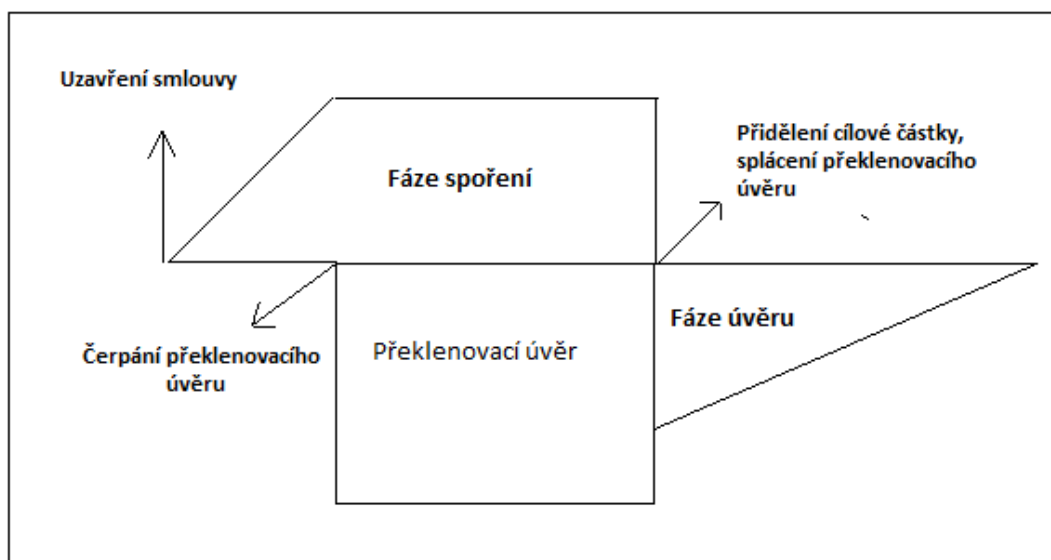 Uzavření smlouvy
Přidělení cílové částky,
splácení překlenovacího
úvěru
Fáze spoření
Čerpání překlenovacího
úvěru
Překlenovací úvěr
Fáze úvěru